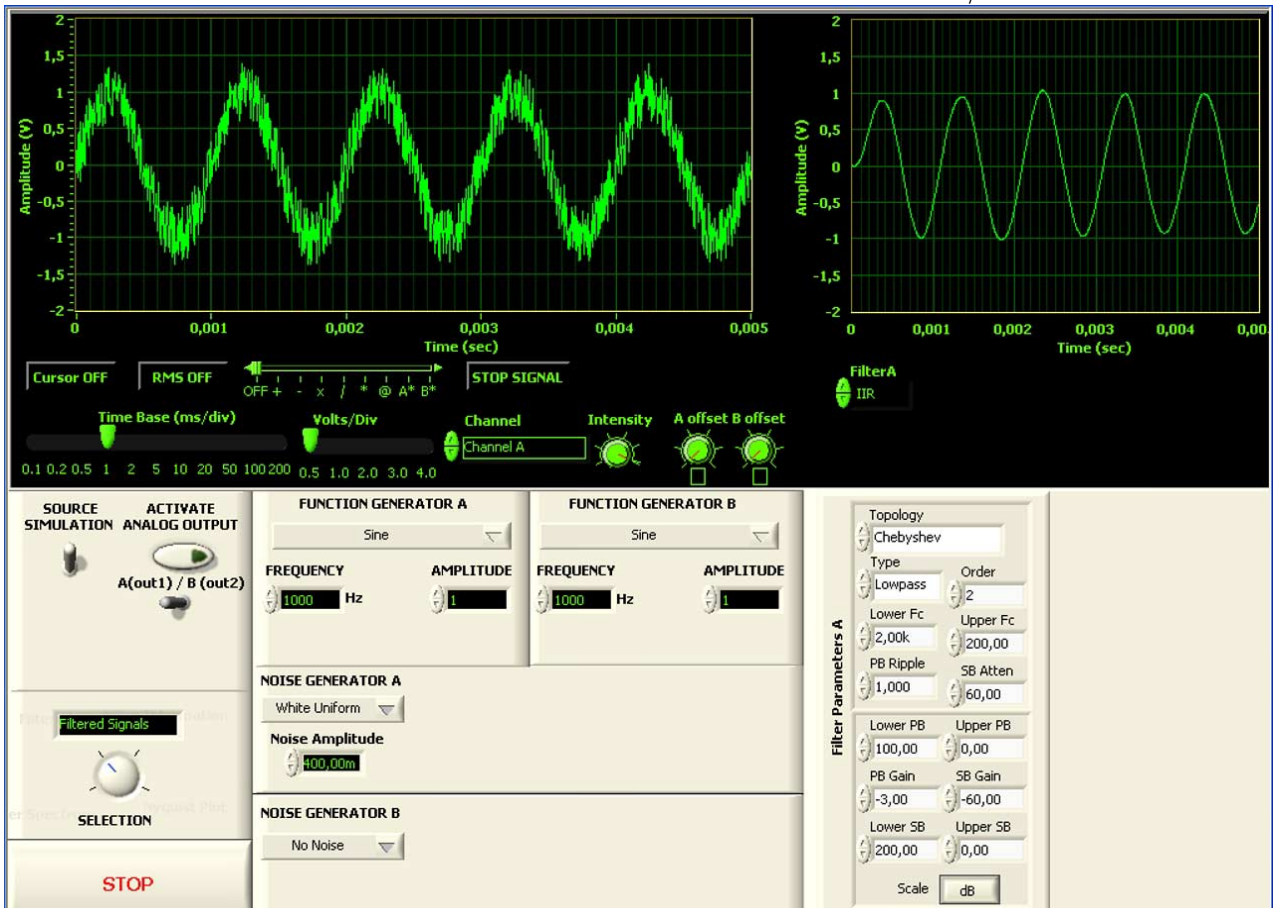 2
1,5
1
0,5
0
-0,5
-1
-1,5
-2
Amplitude (V)
0 0,001 0,002 0,003 0,004 0,005
Time (sec)
2
1,5
1
0,5
0
-0,5
-1
-1,5
-2
Amplitude (V)
0 0,001 0,002 0,003 0,004 0,00
Time (sec)
Cursor OFF
RMS OFF
OFF + - x / * @ A* B*
STOP SIGNAL
FilterA
IIR
Time Base (ms/div)
0.1 0.2 0.5 1 2 5 10 20 50 100 200
Volts/Div
0.5 1.0 2.0 3.0 4.0
Channel
Channel A
Intensity
A offset B offset
SOURCE
SIMULATION
ACTIVATE
ANALOG OUTPUT
A(out1) / B (out2)
FUNCTION GENERATOR A
Sine
FREQUENCY
1000 Hz
AMPLITUDE
1
FUNCTION GENERATOR B
Sine
FREQUENCY
1000 Hz
AMPLITUDE
1
NOISE GENERATOR A
White Uniform
Noise Amplitude
400,00m
NOISE GENERATOR B
No Noise
Filtered Signals
Nyquist Plot
SELECTION
STOP
Filter Parameters A
Topology
Chebyshev
Type
Lowpass
Order
2
Lower Fc
2,00k
Upper Fc
200,00
PB Ripple
1,000
SB Atten
60,00
Lower PB
100,00
Upper PB
0,00
PB Gain
-3,00
SB Gain
-60,00
Lower SB
200,00
Upper SB
0,00
Scale
dB